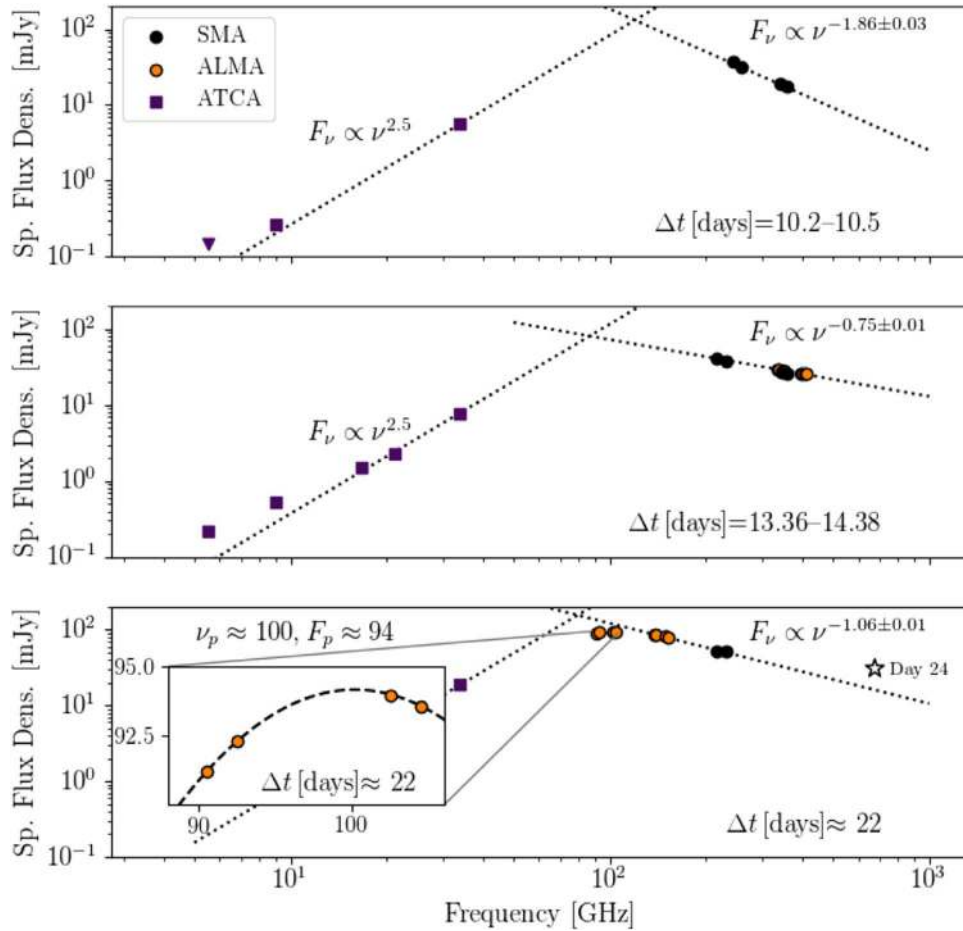 Sp. Flux Dens. [mJy]
10²
10¹
10⁰
10⁻¹
SMA
ALMA
ATCA
F_ν ∝ ν^{2.5}
F_ν ∝ ν^{−1.86±0.03}
Δt [days]=10.2–10.5
Sp. Flux Dens. [mJy]
10²
10¹
10⁰
10⁻¹
F_ν ∝ ν^{2.5}
F_ν ∝ ν^{−0.75±0.01}
Δt [days]=13.36–14.38
Sp. Flux Dens. [mJy]
10²
10¹
10⁰
10⁻¹
ν_p ≈ 100, F_p ≈ 94
95.0
92.5
Δt [days]≈ 22
90 100
F_ν ∝ ν^{−1.06±0.01}
Day 24
Δt [days]≈ 22
10¹ 10² 10³
Frequency [GHz]